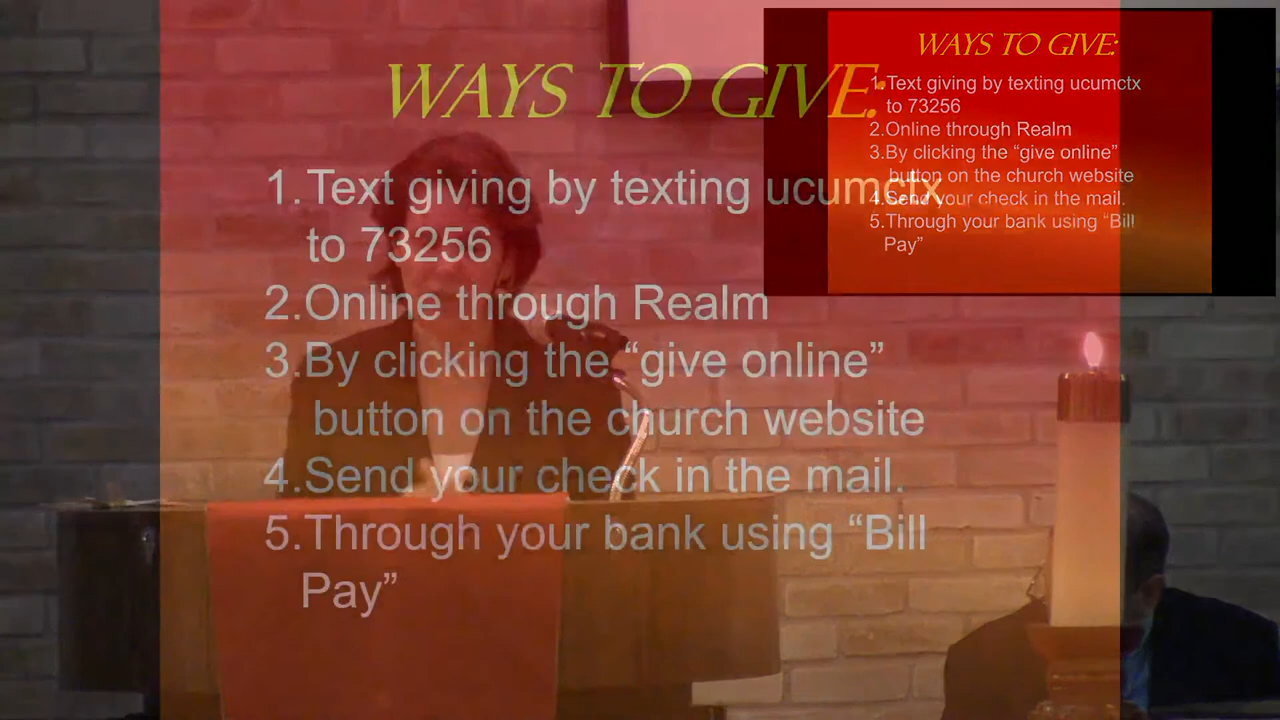 WAYS TO GIVE:
1. Text giving by texting ucumctx
to 73256
2. Online through Realm
3. By clicking the “give online”
button on the church website
4. Send your check in the mail.
5. Through your bank using “Bill
Pay”
WAYS TO GIVE:
1. Text giving by texting ucumctx
to 73256
2. Online through Realm
3. By clicking the “give online”
button on the church website
4. Send your check in the mail.
5. Through your bank using “Bill
Pay”